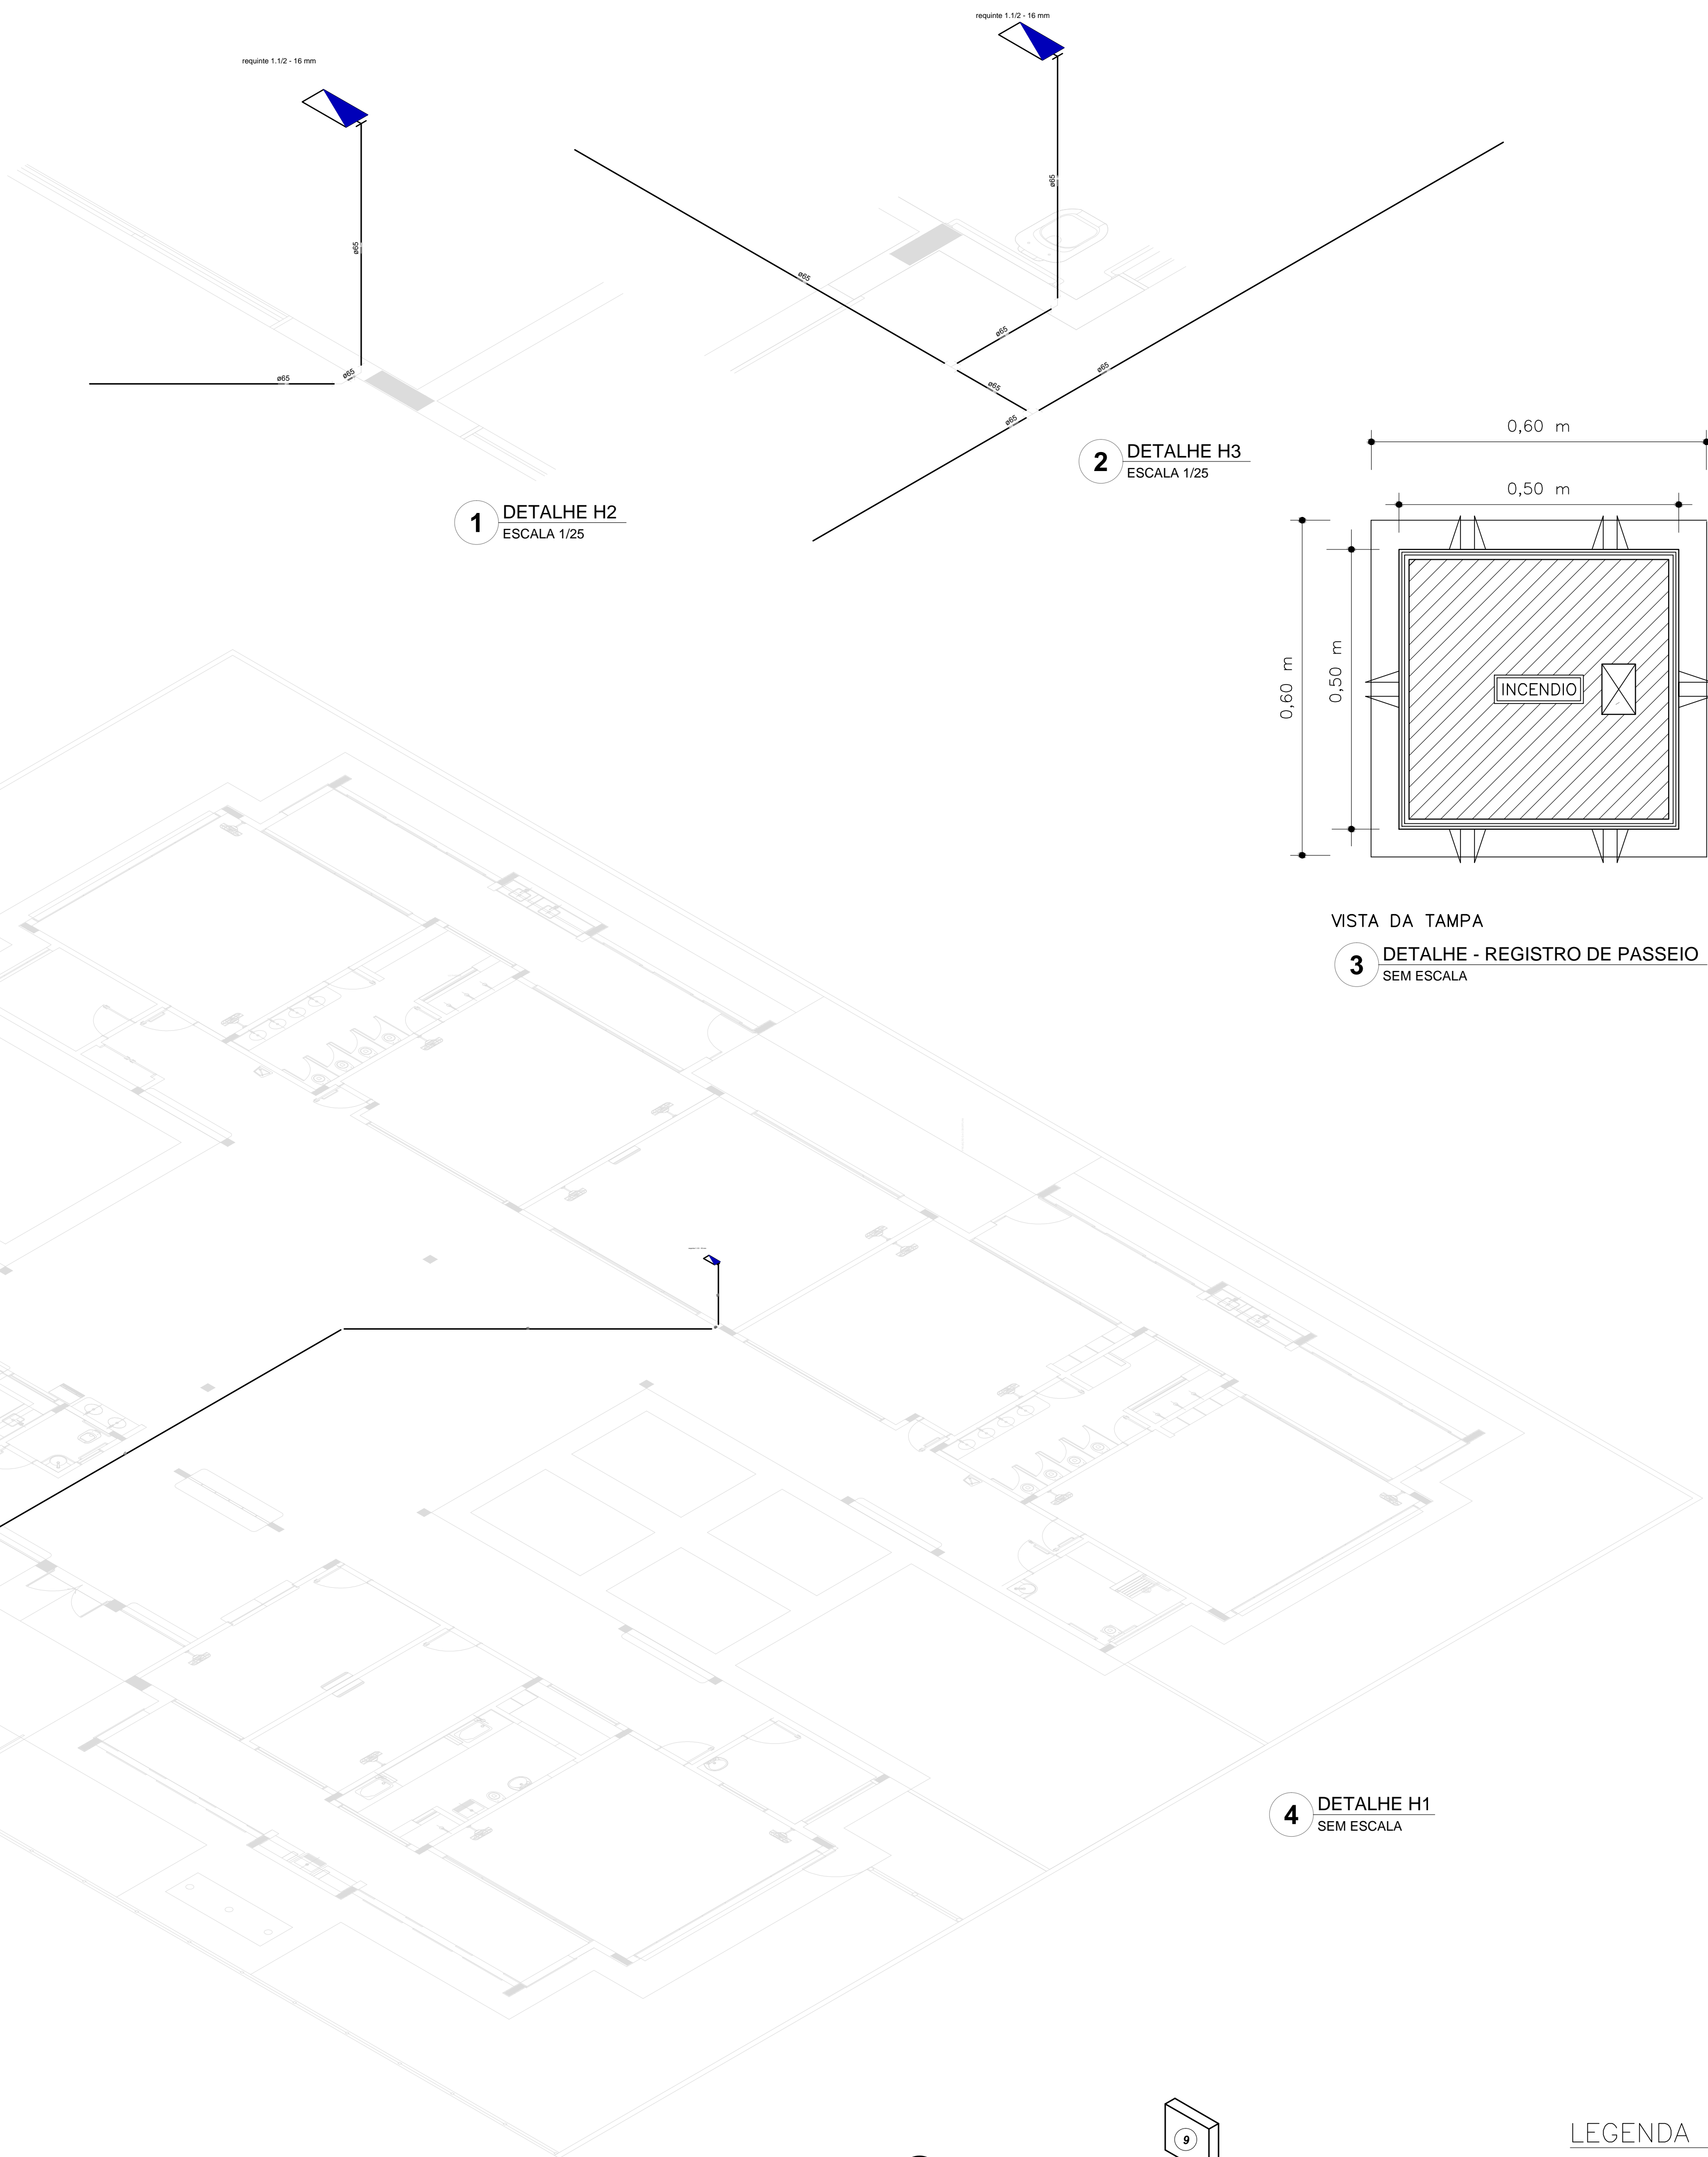 requinte 1.1/2 - 16 mm
requinte 1.1/2 - 16 mm
ø65
ø65
ø65
1
DETALHE H2
ESCALA 1/25
ø65
ø65
ø65
ø65
ø65
ø65
2
DETALHE H3
ESCALA 1/25
0,60 m
0,50 m
0,60 m
0,50 m
INCENDIO
VISTA DA TAMPA
3
DETALHE - REGISTRO DE PASSEIO
SEM ESCALA
4
DETALHE H1
SEM ESCALA
9
LEGENDA